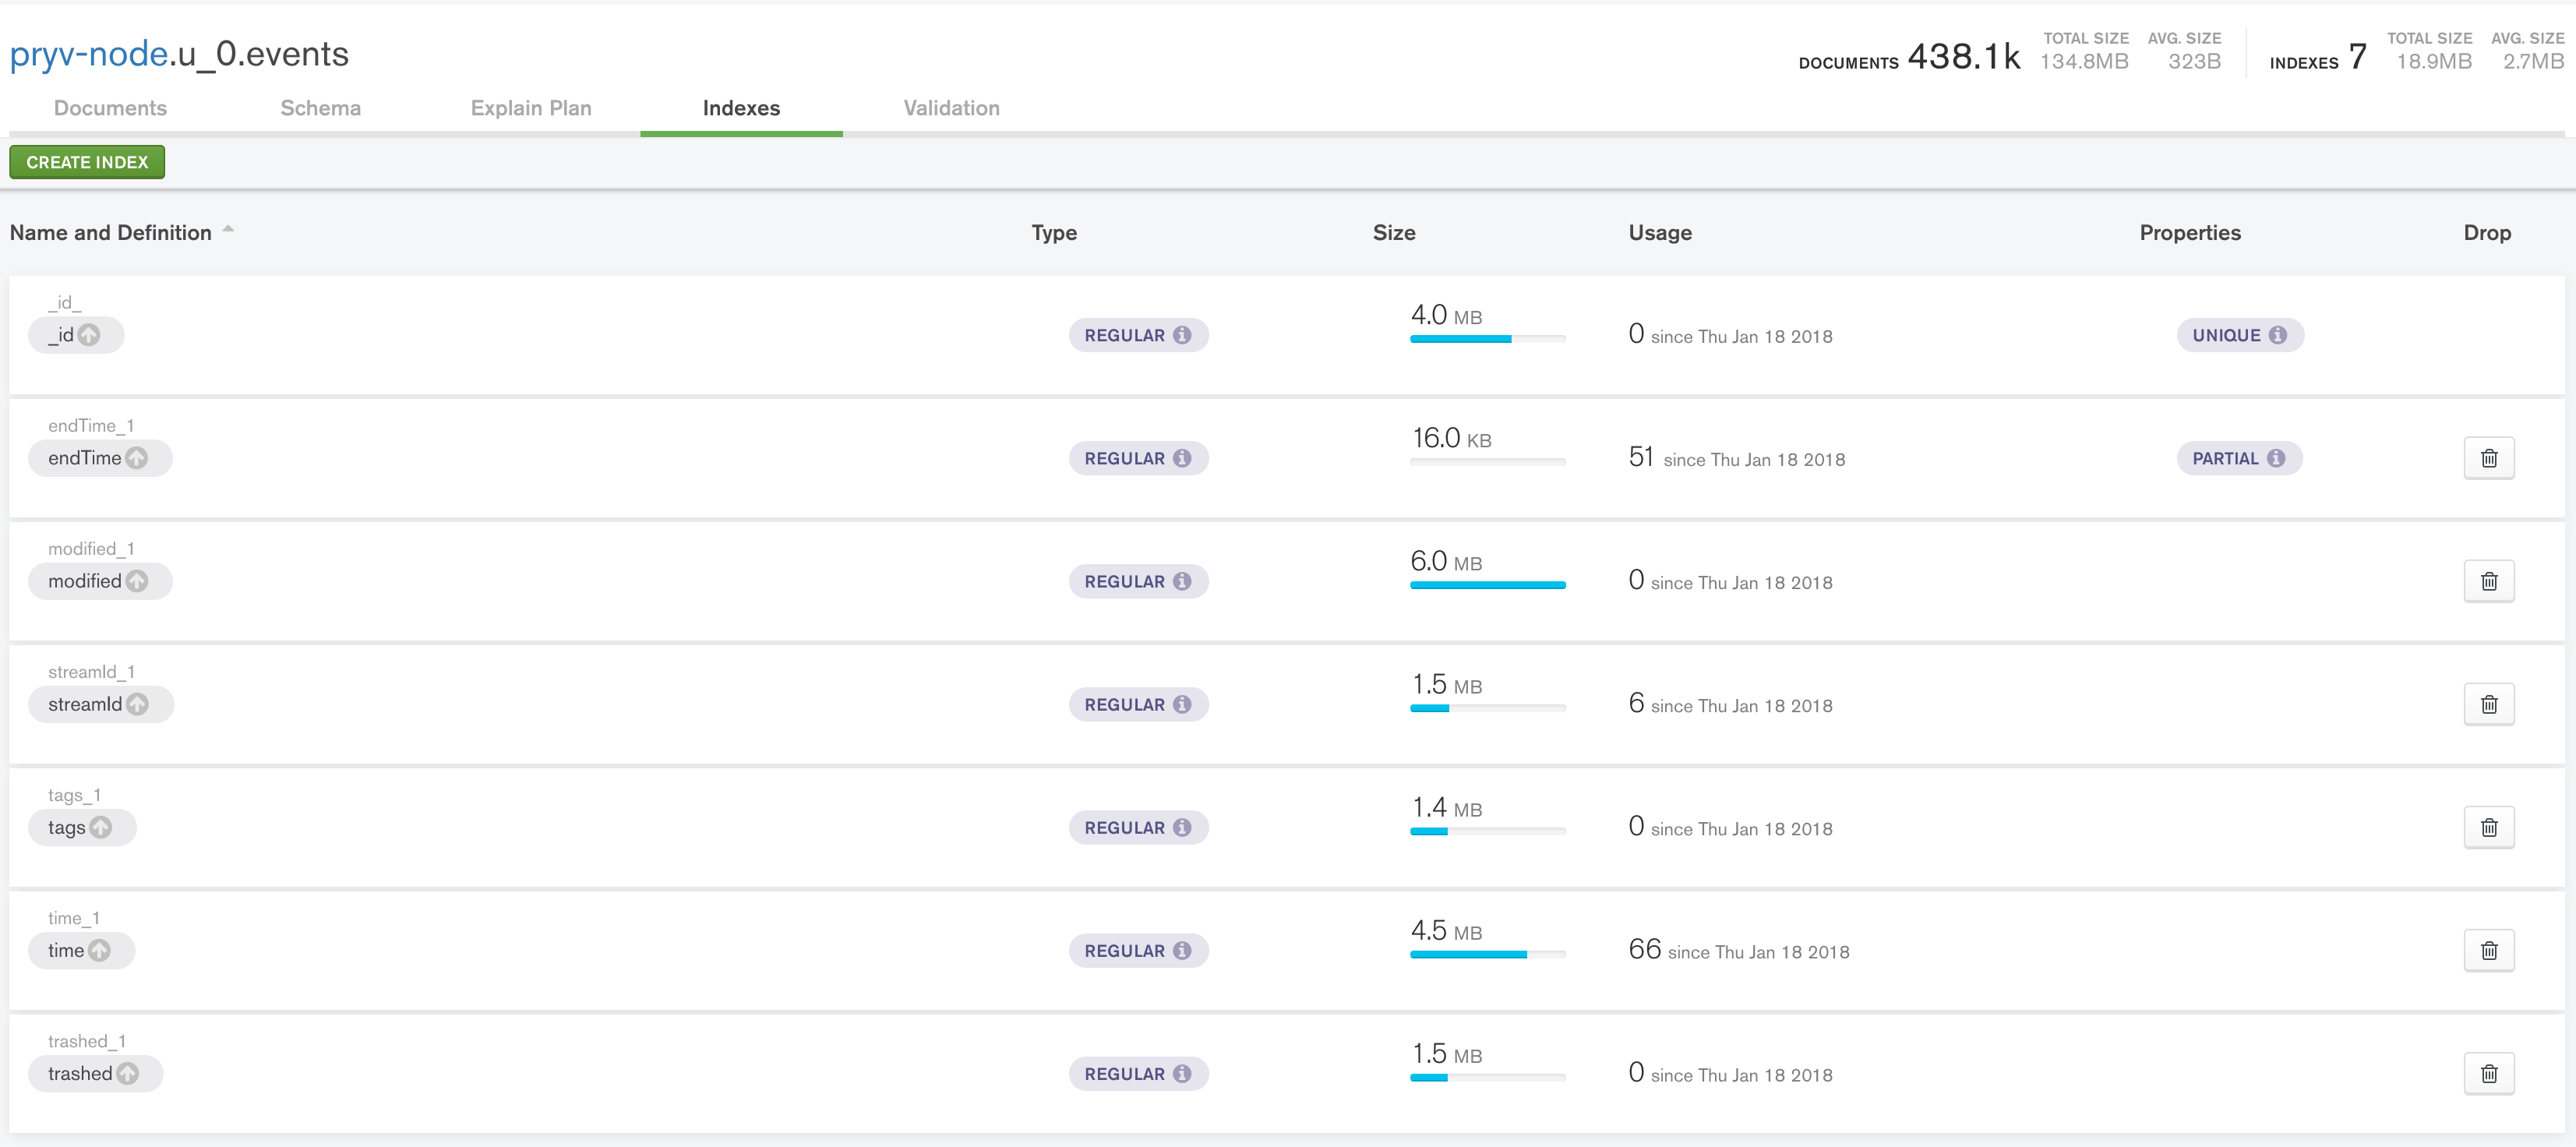 pryv-node.u_0.events
DOCUMENTS 438.1k TOTAL SIZE 134.8MB AVG. SIZE 323B INDEXES 7 TOTAL SIZE 18.9MB AVG. SIZE 2.7MB
Documents Schema Explain Plan Indexes Validation
CREATE INDEX
Name and Definition Type Size Usage Properties Drop
_id_
_id REGULAR 4.0 MB 0 since Thu Jan 18 2018 UNIQUE
endTime_1
endTime REGULAR 16.0 KB 51 since Thu Jan 18 2018 PARTIAL
modified_1
modified REGULAR 6.0 MB 0 since Thu Jan 18 2018
streamId_1
streamId REGULAR 1.5 MB 6 since Thu Jan 18 2018
tags_1
tags REGULAR 1.4 MB 0 since Thu Jan 18 2018
time_1
time REGULAR 4.5 MB 66 since Thu Jan 18 2018
trashed_1
trashed REGULAR 1.5 MB 0 since Thu Jan 18 2018